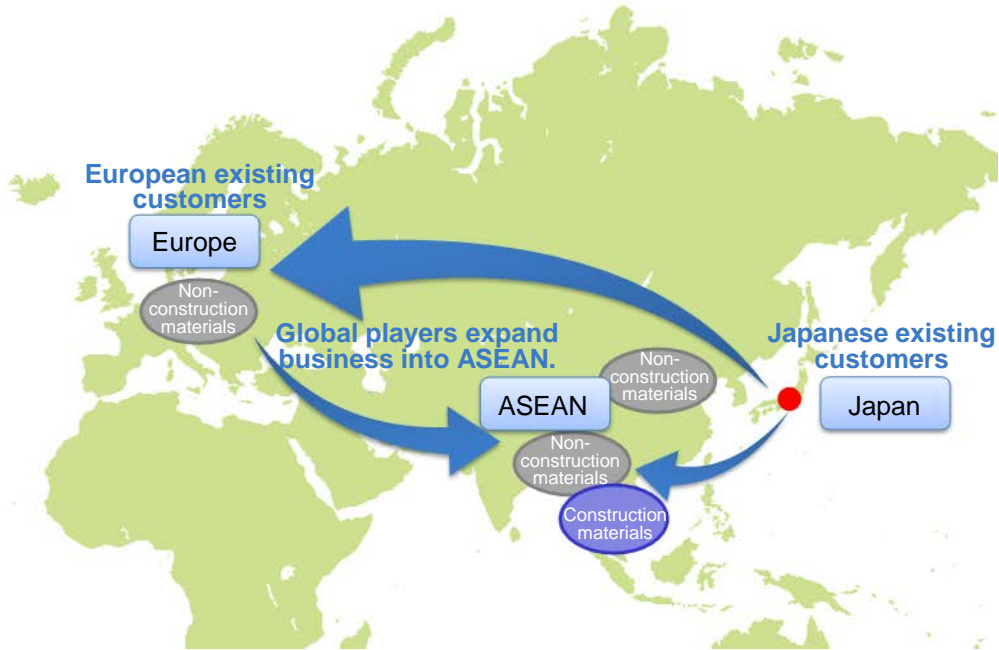 European existing
customers
Europe
Non-
construction
materials
Global players expand
business into ASEAN.
Japanese existing
customers
Non-
construction
materials
ASEAN
Japan
Non-
construction
materials
Construction
materials